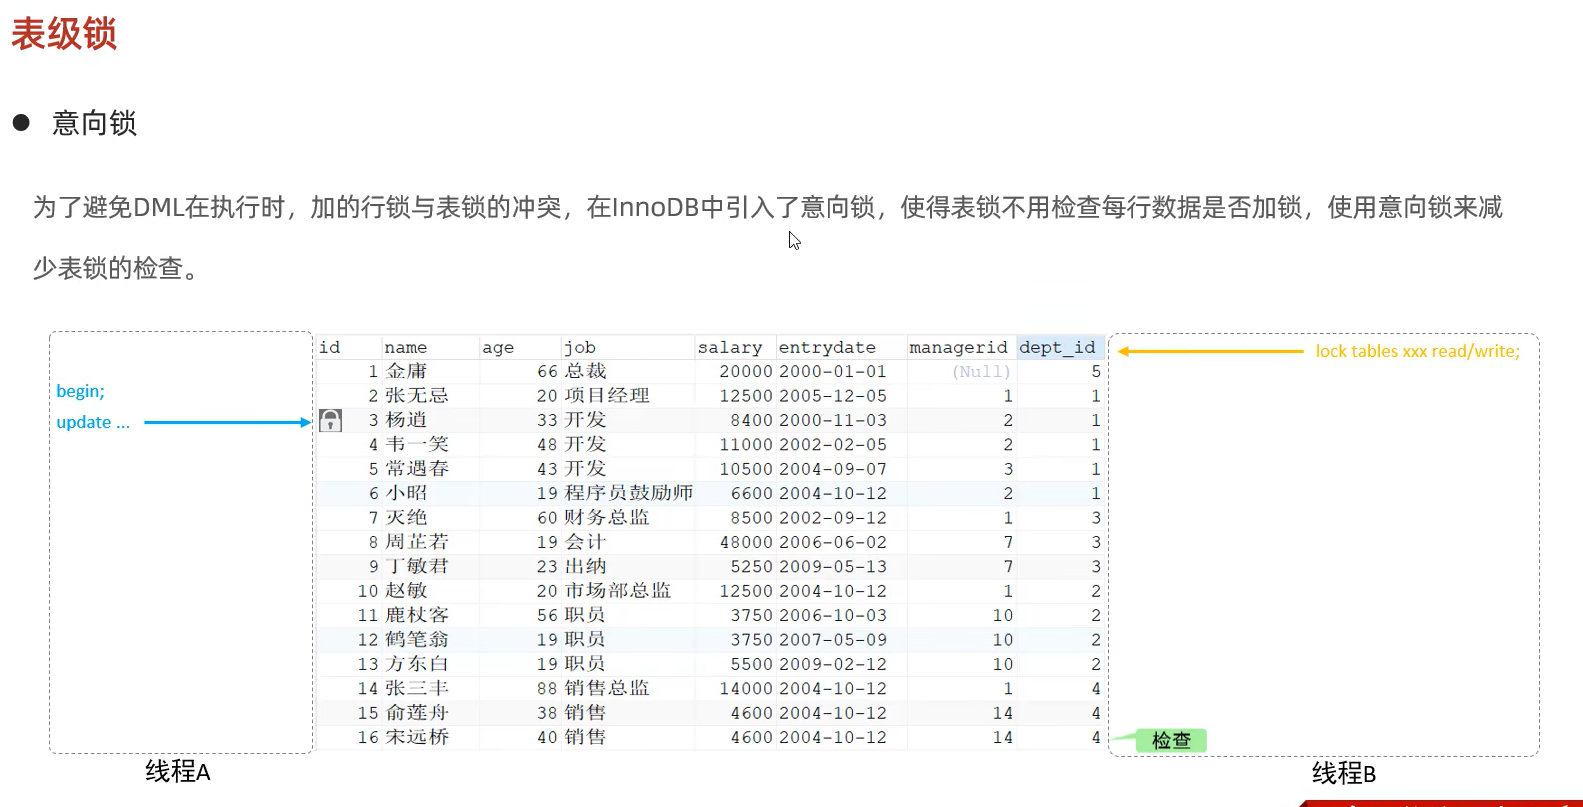 表级锁
● 意向锁
为了避免DML在执行时，加的行锁与表锁的冲突，在InnoDB中引入了意向锁，使得表锁不用检查每行数据是否加锁，使用意向锁来减
少表锁的检查。
id name age job salary entrydate managerid dept_id
lock tables xxx read/write;
1 金庸 66 总裁 20000 2000-01-01 (Null) 5
begin;
2 张无忌 20 项目经理 12500 2005-12-05 1 1
update ...
3 杨逍 33 开发 8400 2000-11-03 2 1
4 韦一笑 48 开发 11000 2002-02-05 2 1
5 常遇春 43 开发 10500 2004-09-07 3 1
6 小昭 19 程序员鼓励师 6600 2004-10-12 2 1
7 灭绝 60 财务总监 8500 2002-09-12 1 3
8 周芷若 19 会计 48000 2006-06-02 7 3
9 丁敏君 23 出纳 5250 2009-05-13 7 3
10 赵敏 20 市场部总监 12500 2004-10-12 1 2
11 鹿杖客 56 职员 3750 2006-10-03 10 2
12 鹤笔翁 19 职员 3750 2007-05-09 10 2
13 方东白 19 职员 5500 2009-02-12 10 2
14 张三丰 88 销售总监 14000 2004-10-12 1 4
15 俞莲舟 38 销售 4600 2004-10-12 14 4
16 宋远桥 40 销售 4600 2004-10-12 14 4
检查
线程A
线程B